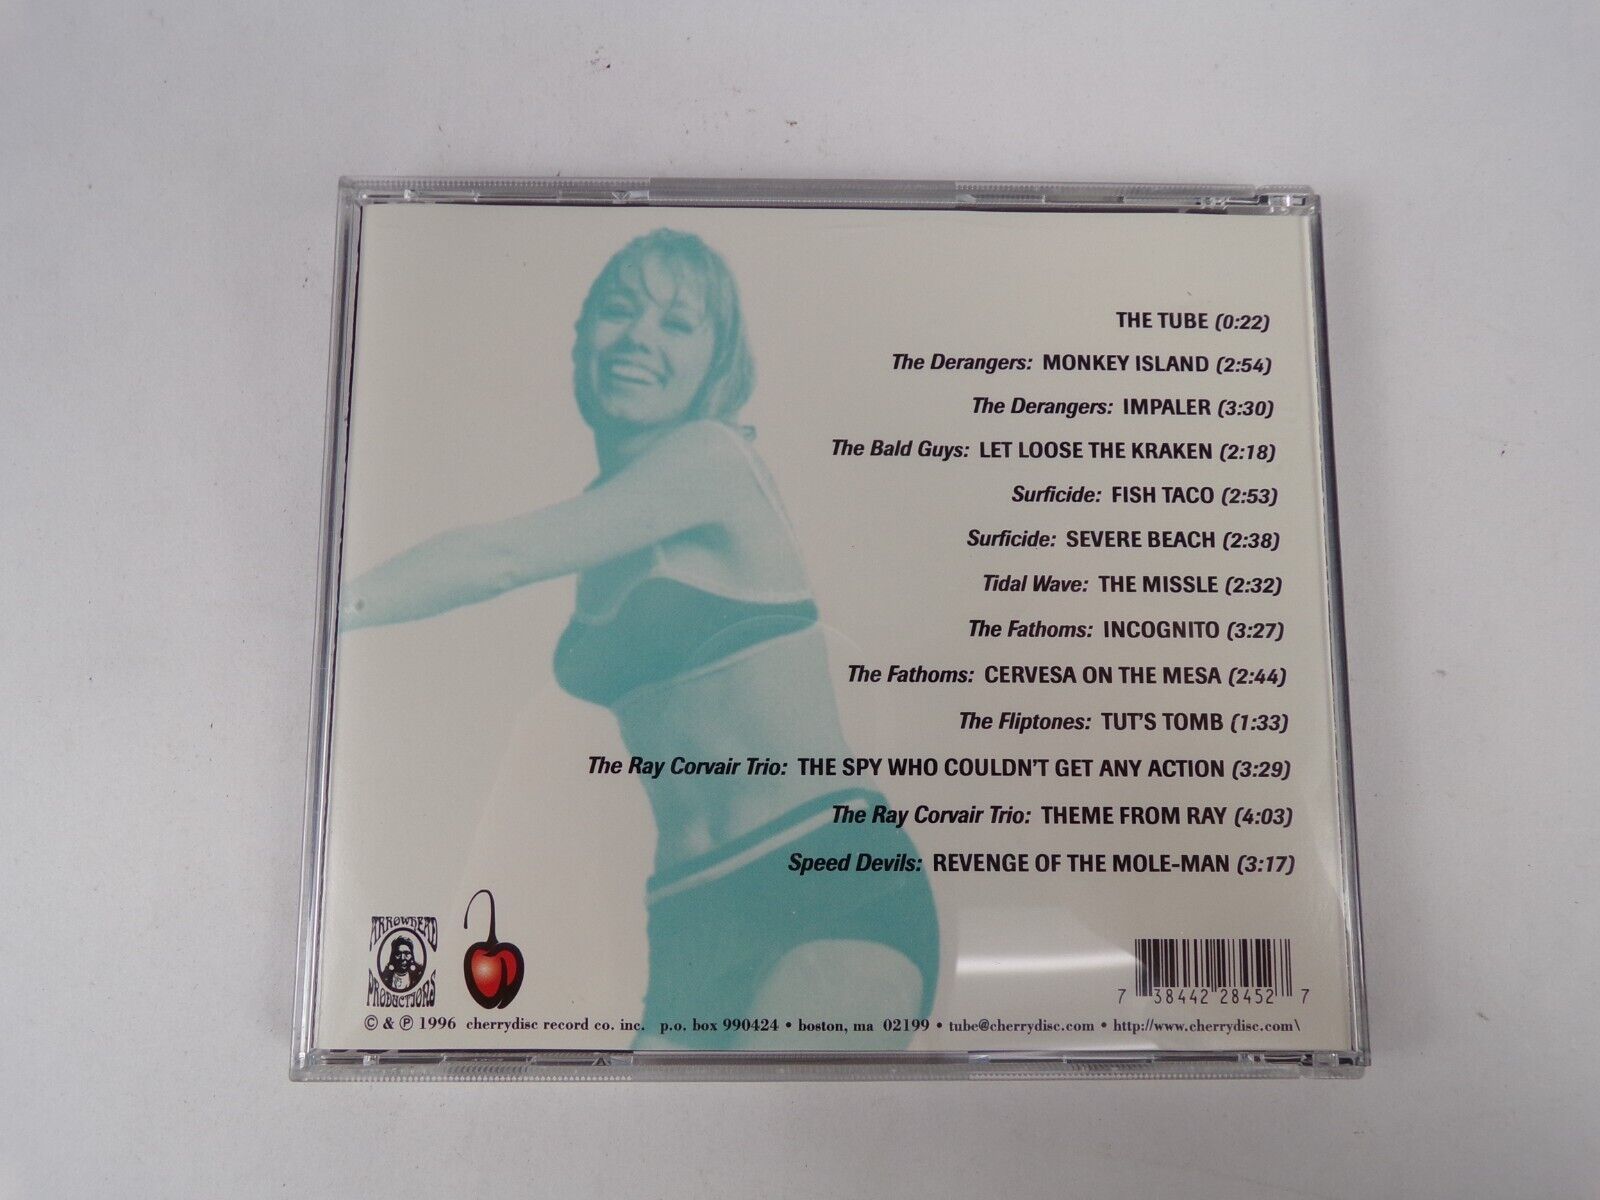 THE TUBE (0:22)
The Derangers: MONKEY ISLAND (2:54)
The Derangers: IMPALER (3:30)
The Bald Guys: LET LOOSE THE KRAKEN (2:18)
Surficide: FISH TACO (2:53)
Surficide: SEVERE BEACH (2:38)
Tidal Wave: THE MISSLE (2:32)
The Fathoms: INCOGNITO (3:27)
The Fathoms: CERVESA ON THE MESA (2:44)
The Fliptones: TUT'S TOMB (1:33)
The Ray Corvair Trio: THE SPY WHO COULDN'T GET ANY ACTION (3:29)
The Ray Corvair Trio: THEME FROM RAY (4:03)
Speed Devils: REVENGE OF THE MOLE-MAN (3:17)
ARROWHEAD
PRODUCTIONS
7 38442 28452 7
© & ℗ 1996 cherrydisc record co. inc. p.o. box 990424 • boston, ma 02199 • tube@cherrydisc.com • http://www.cherrydisc.com\